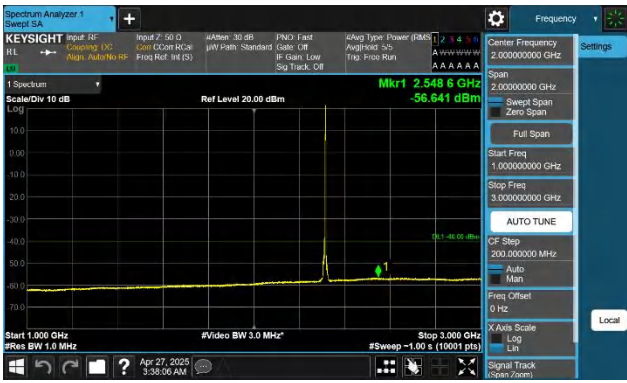 Spectrum Analyzer 1
Swept SA
+
Frequency
KEYSIGHT
RL
Input: RF
Coupling: DC
Align: Auto/No RF
Input Z: 50 Ω
Corr CCorr RCal
Freq Ref: Int (S)
#Atten: 30 dB
µW Path: Standard
PNO: Fast
Gate: Off
IF Gain: Low
Sig Track: Off
#Avg Type: Power (RMS
Avg|Hold: 5/5
Trig: Free Run
1 2 3 4 5 6
A W W W W W
A A A A A A
1 Spectrum
Scale/Div 10 dB
Ref Level 20.00 dBm
Mkr1 2.548 6 GHz
-56.641 dBm
Log
10.0
0.00
-10.0
-20.0
-30.0
-40.0
-50.0
-60.0
-70.0
DL1 -40.00 dBm
1
Start 1.000 GHz
#Video BW 3.0 MHz*
Stop 3.000 GHz
#Res BW 1.0 MHz
#Sweep ~1.00 s (10001 pts)
?
Apr 27, 2025
3:38:06 AM
Center Frequency
2.000000000 GHz
Settings
Span
2.00000000 GHz
Swept Span
Zero Span
Full Span
Start Freq
1.000000000 GHz
Stop Freq
3.000000000 GHz
AUTO TUNE
CF Step
200.000000 MHz
Auto
Man
Freq Offset
0 Hz
X Axis Scale
Log
Lin
Local
Signal Track
(Span Zoom)